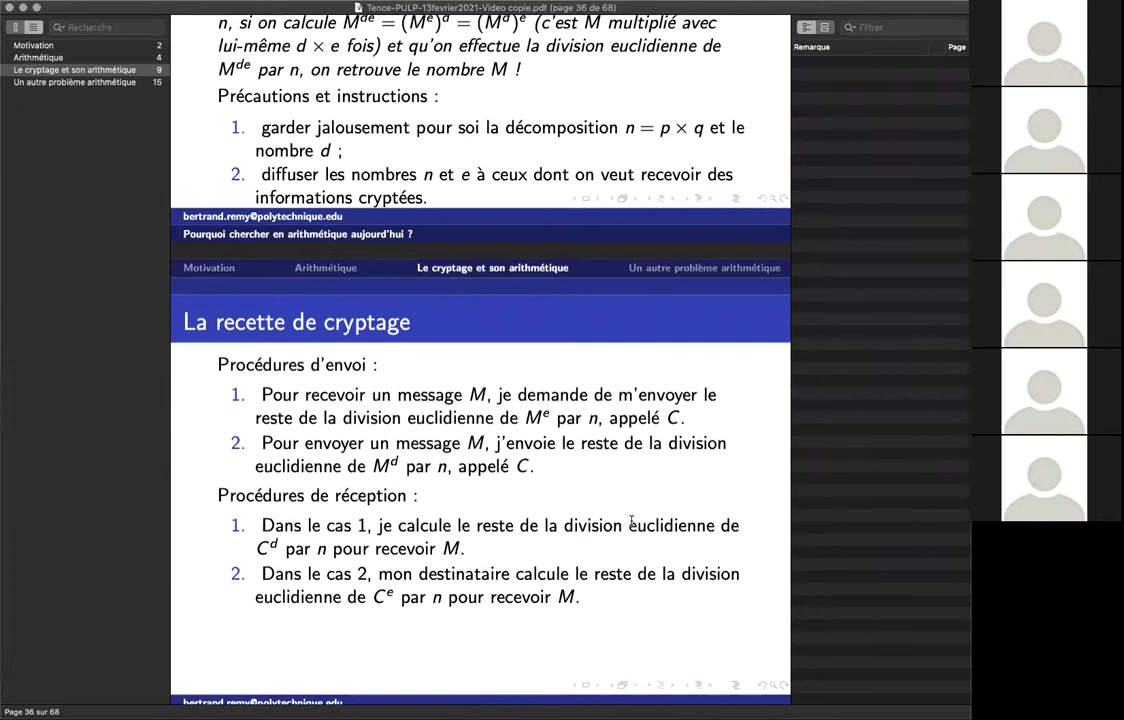 Tence-PULP-13fevrier2021-Video copie.pdf (page 36 de 68)
Recherche
Motivation 2
Arithmétique 4
Le cryptage et son arithmétique 9
Un autre problème arithmétique 15
Filtrer
Remarque Page
n, si on calcule M^de = (M^e)^d = (M^d)^e (c'est M multiplié avec
lui-même d × e fois) et qu'on effectue la division euclidienne de
M^de par n, on retrouve le nombre M !
Précautions et instructions :
1. garder jalousement pour soi la décomposition n = p × q et le
nombre d ;
2. diffuser les nombres n et e à ceux dont on veut recevoir des
informations cryptées.
bertrand.remy@polytechnique.edu
Pourquoi chercher en arithmétique aujourd'hui ?
Motivation Arithmétique Le cryptage et son arithmétique Un autre problème arithmétique
La recette de cryptage
Procédures d'envoi :
1. Pour recevoir un message M, je demande de m'envoyer le
reste de la division euclidienne de M^e par n, appelé C.
2. Pour envoyer un message M, j'envoie le reste de la division
euclidienne de M^d par n, appelé C.
Procédures de réception :
1. Dans le cas 1, je calcule le reste de la division euclidienne de
C^d par n pour recevoir M.
2. Dans le cas 2, mon destinataire calcule le reste de la division
euclidienne de C^e par n pour recevoir M.
bertrand.remy@polytechnique.edu
Page 36 sur 68